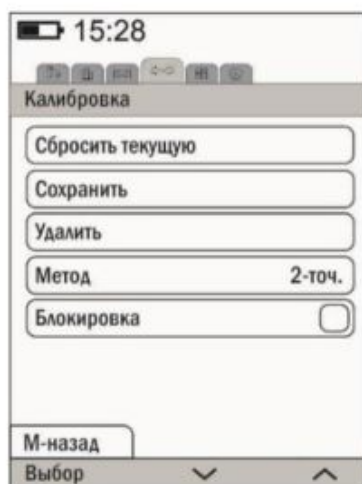 15:28
Калибровка
Сбросить текущую
Сохранить
Удалить
Метод 2-точ.
Блокировка
М-назад
Выбор